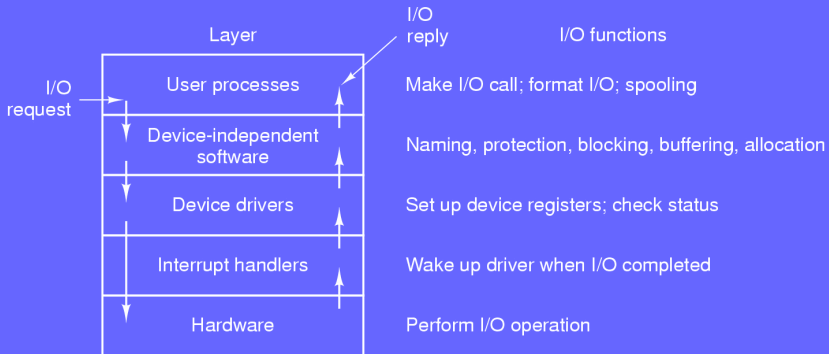 Layer
I/O
reply
I/O functions
I/O
request
User processes
Make I/O call; format I/O; spooling
Device-independent
software
Naming, protection, blocking, buffering, allocation
Device drivers
Set up device registers; check status
Interrupt handlers
Wake up driver when I/O completed
Hardware
Perform I/O operation